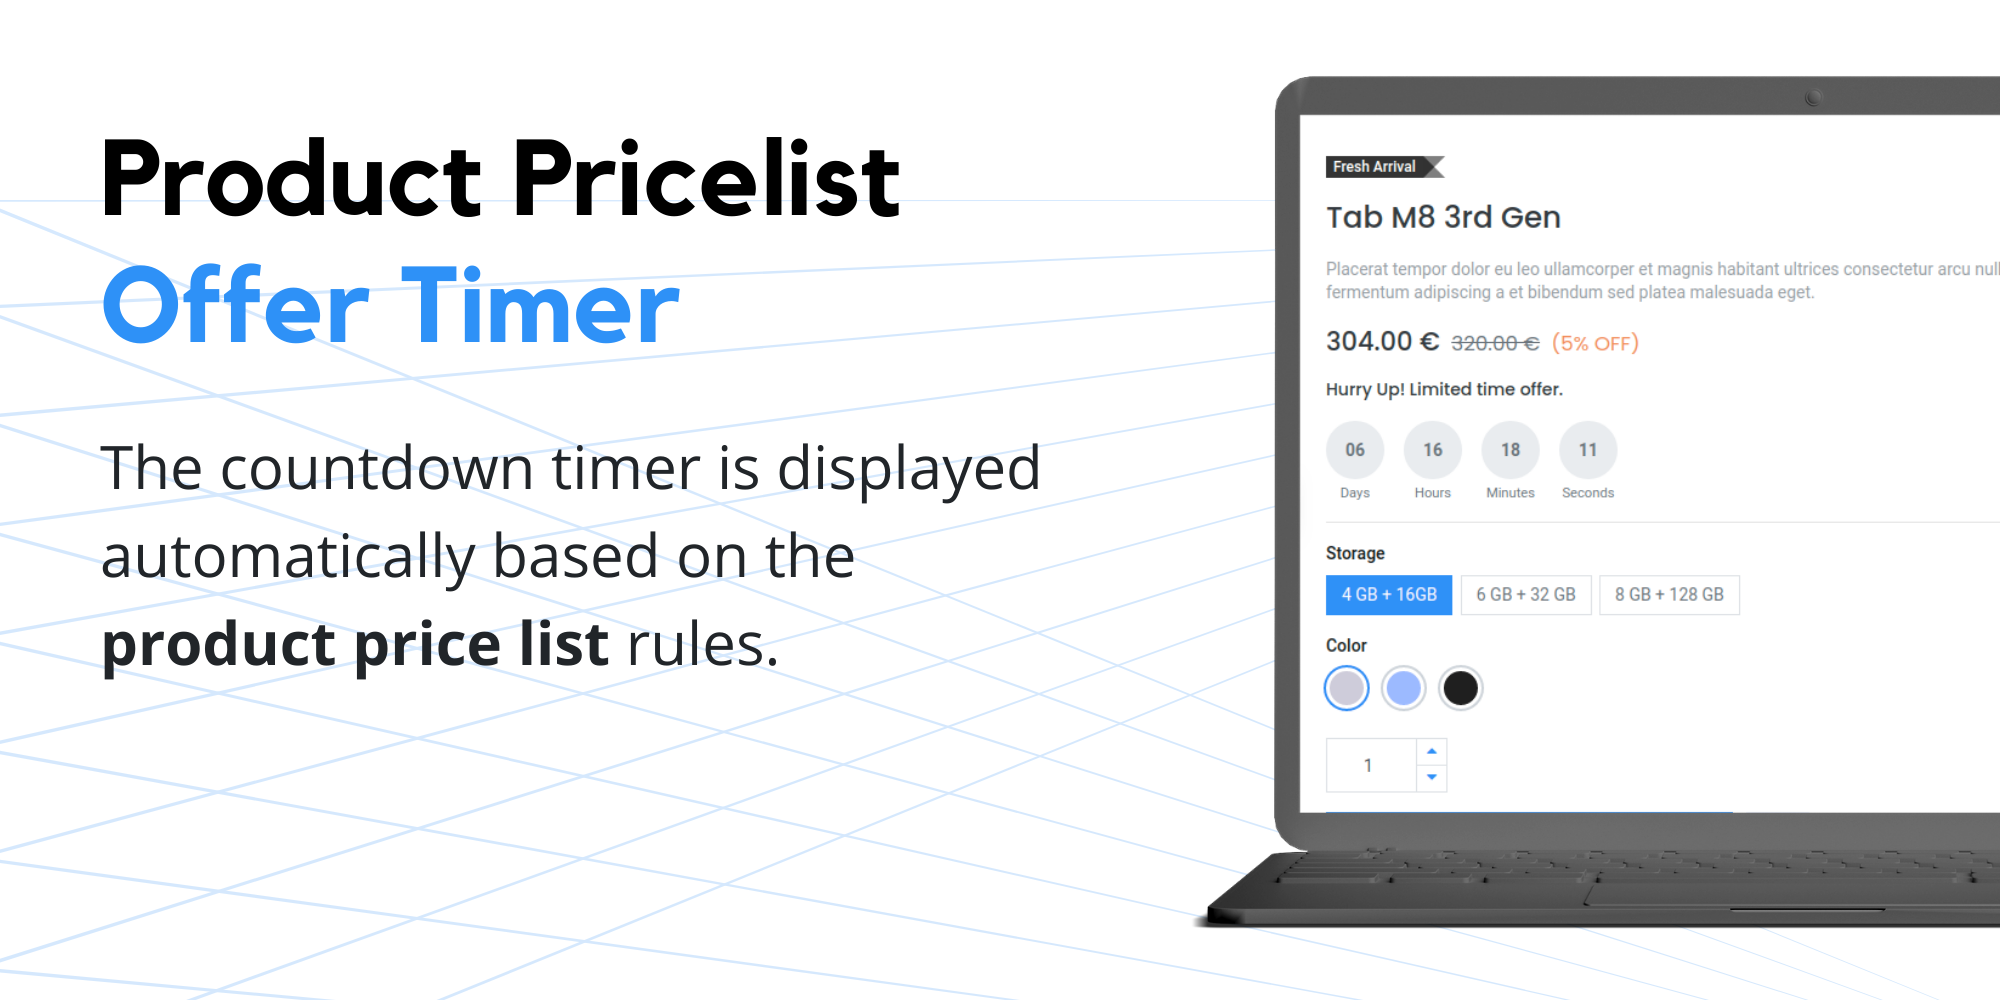 Product Pricelist
Offer Timer
The countdown timer is displayed
automatically based on the
product price list rules.
Fresh Arrival
Tab M8 3rd Gen
Placerat tempor dolor eu leo ullamcorper et magnis habitant ultrices consectetur arcu
fermentum adipiscing a et bibendum sed platea malesuada eget.
304.00 € 320.00 € (5% OFF)
Hurry Up! Limited time offer.
06 16 18 11
Days Hours Minutes Seconds
Storage
4 GB + 16GB 6 GB + 32 GB 8 GB + 128 GB
Color
1